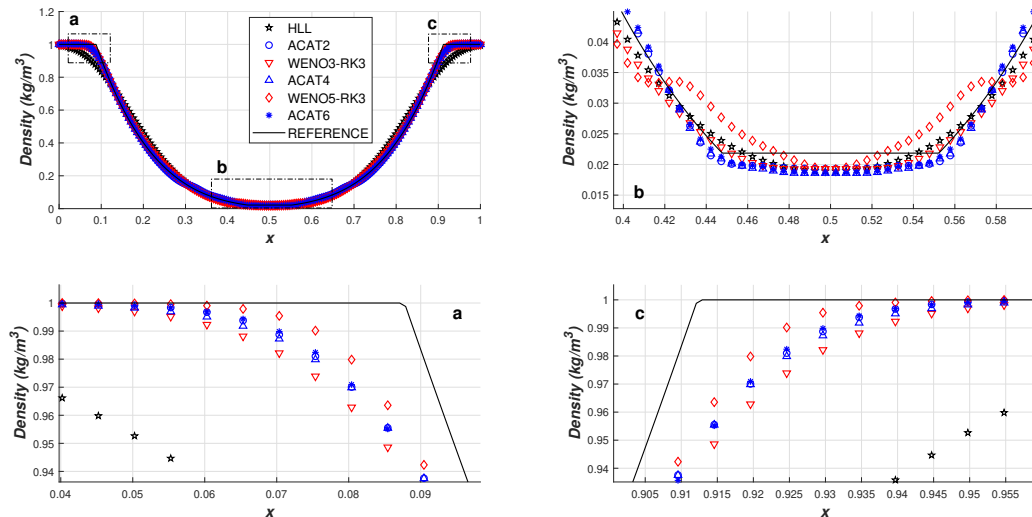 a
c
b
HLL
ACAT2
WENO3-RK3
ACAT4
WENO5-RK3
ACAT6
REFERENCE
Density (kg/m³)
1.2
1
0.8
0.6
0.4
0.2
0
0 0.1 0.2 0.3 0.4 0.5 0.6 0.7 0.8 0.9 1
x
Density (kg/m³)
0.04
0.035
0.03
0.025
0.02
0.015
b
0.4 0.42 0.44 0.46 0.48 0.5 0.52 0.54 0.56 0.58
x
Density (kg/m³)
1
0.99
0.98
0.97
0.96
0.95
0.94
a
0.04 0.05 0.06 0.07 0.08 0.09
x
Density (kg/m³)
1
0.99
0.98
0.97
0.96
0.95
0.94
c
0.905 0.91 0.915 0.92 0.925 0.93 0.935 0.94 0.945 0.95 0.955
x